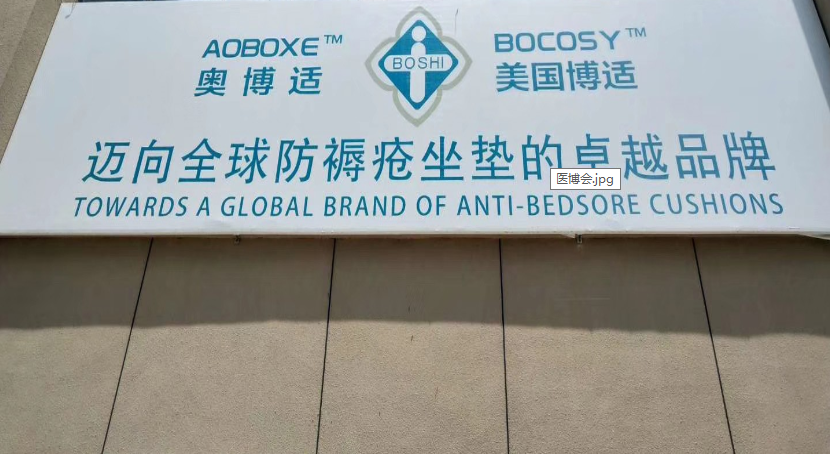 AOBOXE™
奥博适
BOSHI
BOCOSY™
美国博适
迈向全球防褥疮坐垫的卓越品牌
医博会.jpg
TOWARDS A GLOBAL BRAND OF ANTI-BEDSORE CUSHIONS